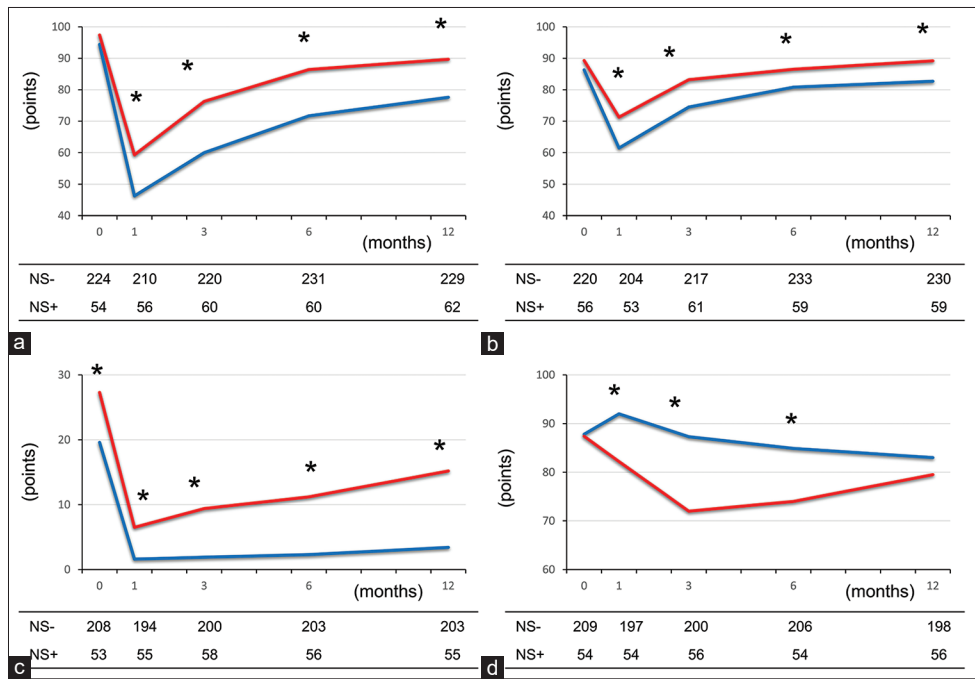 100
90
80
70
60
50
40
(points)
* * * *
0 1 3 6 12
(months)
NS- 224 210 220 231 229
NS+ 54 56 60 60 62
a
100
90
80
70
60
50
40
(points)
* * * *
0 1 3 6 12
(months)
NS- 220 204 217 233 230
NS+ 56 53 61 59 59
b
30
20
10
0
(points)
* * * * *
0 1 3 6 12
(months)
NS- 208 194 200 203 203
NS+ 53 55 58 56 55
c
100
90
80
70
60
(points)
* * *
0 1 3 6 12
(months)
NS- 209 197 200 206 198
NS+ 54 54 56 54 56
d